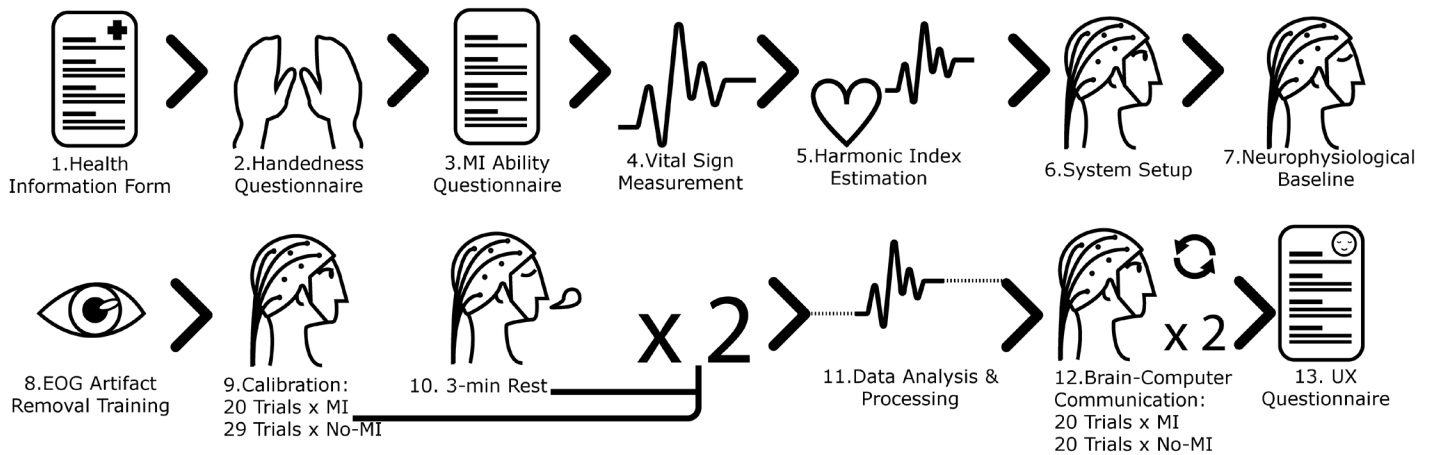 1.Health
Information Form
2.Handedness
Questionnaire
3.MI Ability
Questionnaire
4.Vital Sign
Measurement
5.Harmonic Index
Estimation
6.System Setup
7.Neurophysiological
Baseline
8.EOG Artifact
Removal Training
9.Calibration:
20 Trials x MI
29 Trials x No-MI
10. 3-min Rest
x 2
11.Data Analysis &
Processing
12.Brain-Computer
Communication:
20 Trials x MI
20 Trials x No-MI
x 2
13. UX
Questionnaire